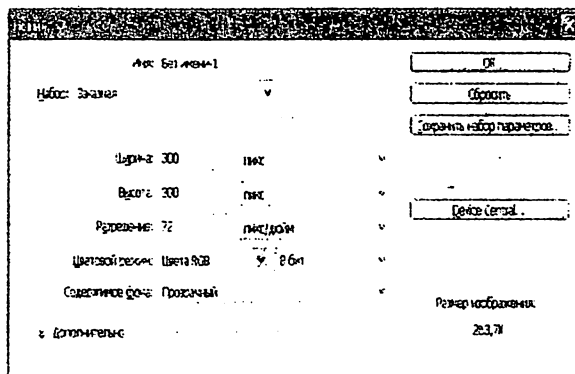 Имя: Без имени-1
ОК
Набор: Заказная
Сбросить
Сохранить набор параметров...
Ширина: 300 пикс
Высота: 300 пикс
Разрешение: 72 пикс/дюйм
Device Central...
Цветовой режим: Цвета RGB 8 бит
Содержимое фона: Прозрачный
Размер изображения:
Дополнительно
263,7K